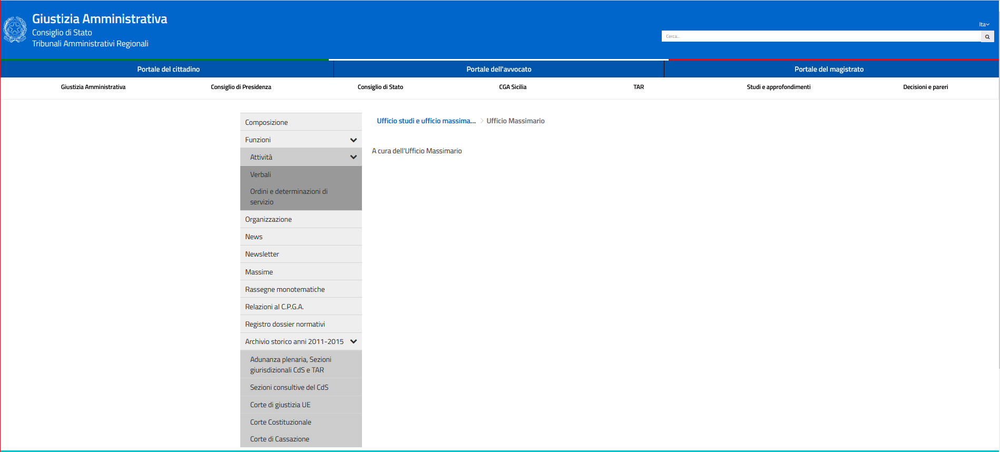 Giustizia Amministrativa
Consiglio di Stato
Tribunali Amministrativi Regionali
Ita
Cerca...
Portale del cittadino
Portale dell'avvocato
Portale del magistrato
Giustizia Amministrativa
Consiglio di Presidenza
Consiglio di Stato
CGA Sicilia
TAR
Studi e approfondimenti
Decisioni e pareri
Composizione
Funzioni
Attività
Verbali
Ordini e determinazioni di
servizio
Organizzazione
News
Newsletter
Massime
Rassegne monotematiche
Relazioni al C.P.G.A.
Registro dossier normativi
Archivio storico anni 2011-2015
Adunanza plenaria, Sezioni
giurisdizionali CdS e TAR
Sezioni consultive del CdS
Corte di giustizia UE
Corte Costituzionale
Corte di Cassazione
Ufficio studi e ufficio massima... Ufficio Massimario
A cura dell'Ufficio Massimario